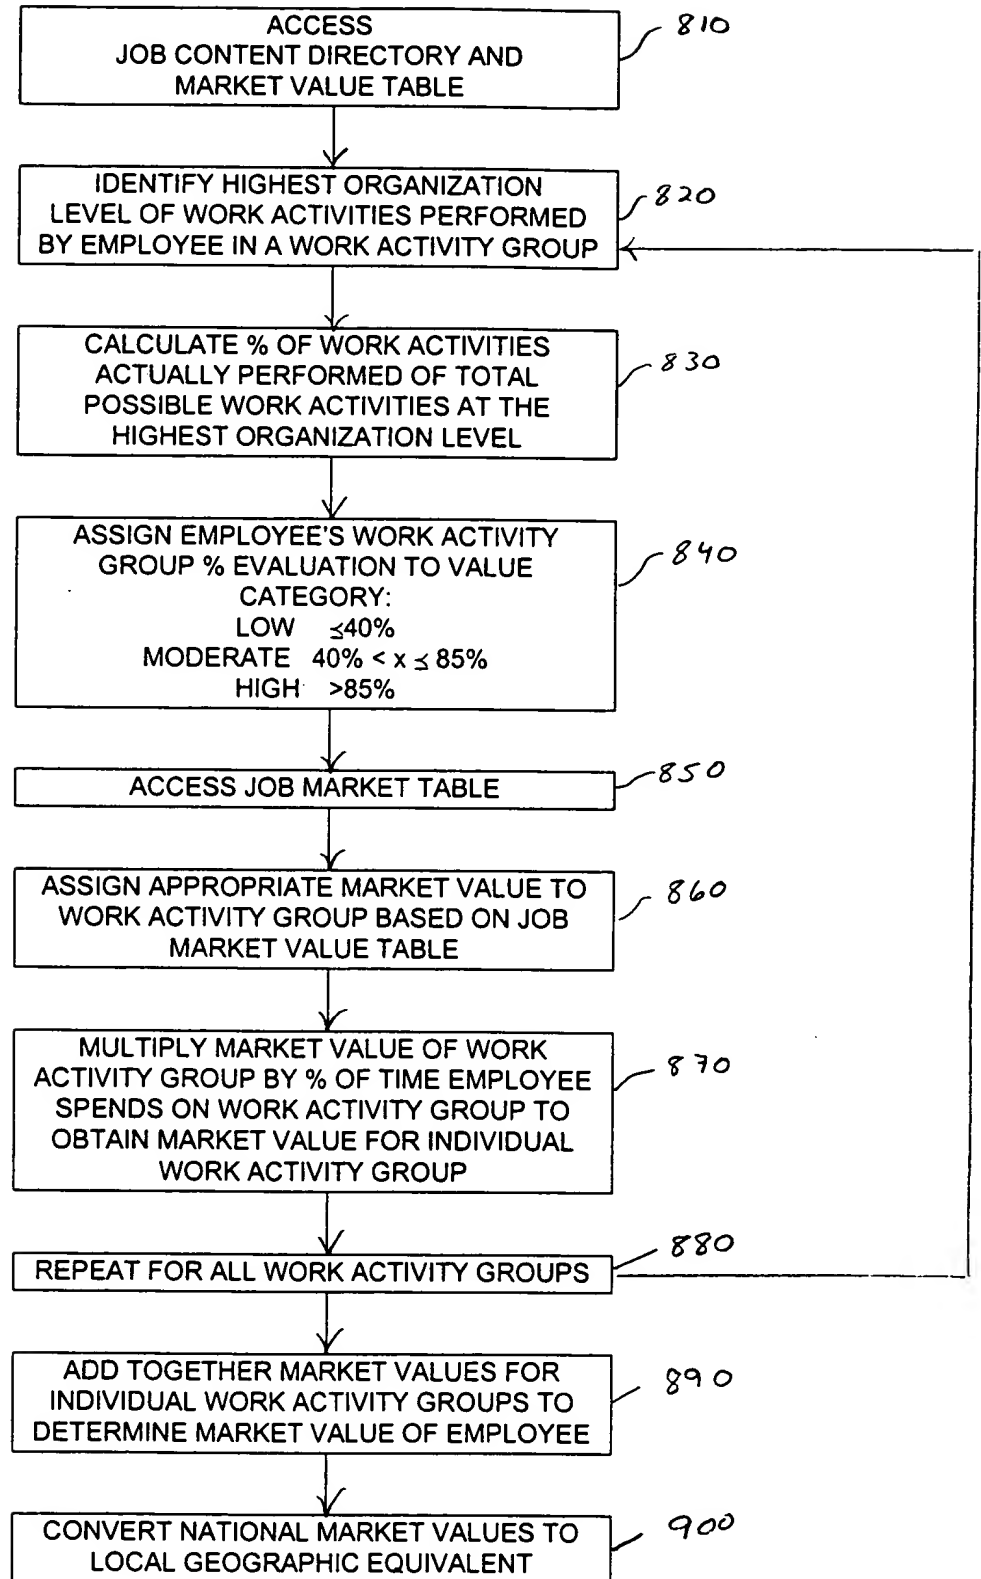 ACCESS
JOB CONTENT DIRECTORY AND
MARKET VALUE TABLE
810
IDENTIFY HIGHEST ORGANIZATION
LEVEL OF WORK ACTIVITIES PERFORMED
BY EMPLOYEE IN A WORK ACTIVITY GROUP
820
CALCULATE % OF WORK ACTIVITIES
ACTUALLY PERFORMED OF TOTAL
POSSIBLE WORK ACTIVITIES AT THE
HIGHEST ORGANIZATION LEVEL
830
ASSIGN EMPLOYEE'S WORK ACTIVITY
GROUP % EVALUATION TO VALUE
CATEGORY:
LOW ≤40%
MODERATE 40% < x ≤ 85%
HIGH >85%
840
ACCESS JOB MARKET TABLE
850
ASSIGN APPROPRIATE MARKET VALUE TO
WORK ACTIVITY GROUP BASED ON JOB
MARKET VALUE TABLE
860
MULTIPLY MARKET VALUE OF WORK
ACTIVITY GROUP BY % OF TIME EMPLOYEE
SPENDS ON WORK ACTIVITY GROUP TO
OBTAIN MARKET VALUE FOR INDIVIDUAL
WORK ACTIVITY GROUP
870
REPEAT FOR ALL WORK ACTIVITY GROUPS
880
ADD TOGETHER MARKET VALUES FOR
INDIVIDUAL WORK ACTIVITY GROUPS TO
DETERMINE MARKET VALUE OF EMPLOYEE
890
CONVERT NATIONAL MARKET VALUES TO
LOCAL GEOGRAPHIC EQUIVALENT
900